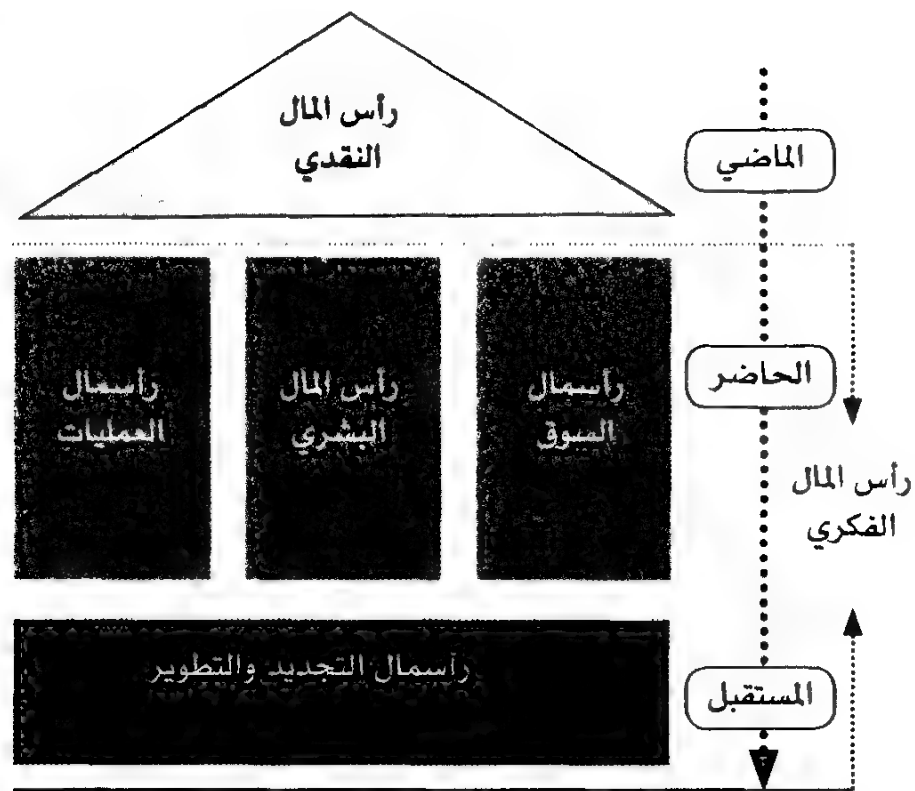 رأس المال
النقدي
الماضي
رأسمال
السوق
رأس المال
البشري
رأسمال
العمليات
الحاضر
رأس المال
الفكري
رأسمال التجديد والتطوير
المستقبل